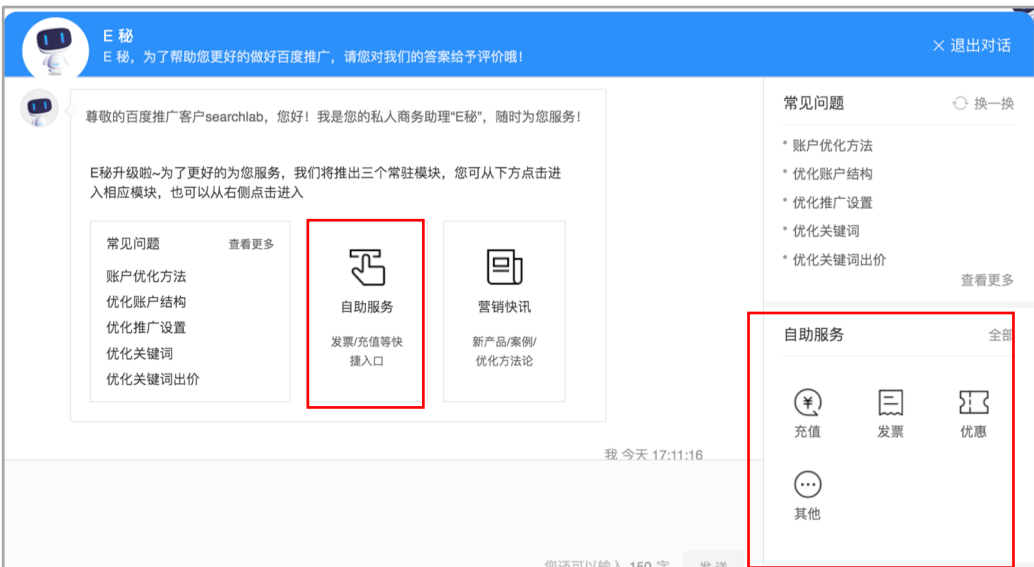 E 秘
E 秘，为了帮助您更好的做好百度推广，请您对我们的答案给予评价哦！
退出对话
尊敬的百度推广客户searchlab，您好！我是您的私人商务助理“E秘”，随时为您服务！
E秘升级啦~为了更好的为您服务，我们将推出三个常驻模块，您可从下方点击进
入相应模块，也可以从右侧点击进入
常见问题 查看更多
账户优化方法
优化账户结构
优化推广设置
优化关键词
优化关键词出价
自助服务
发票/充值等快
捷入口
营销快讯
新产品/案例/
优化方法论
我 今天 17:11:16
您还可以输入 150 字 发 送
常见问题 换一换
账户优化方法
优化账户结构
优化推广设置
优化关键词
优化关键词出价
查看更多
自助服务 全部
充值 发票 优惠
其他